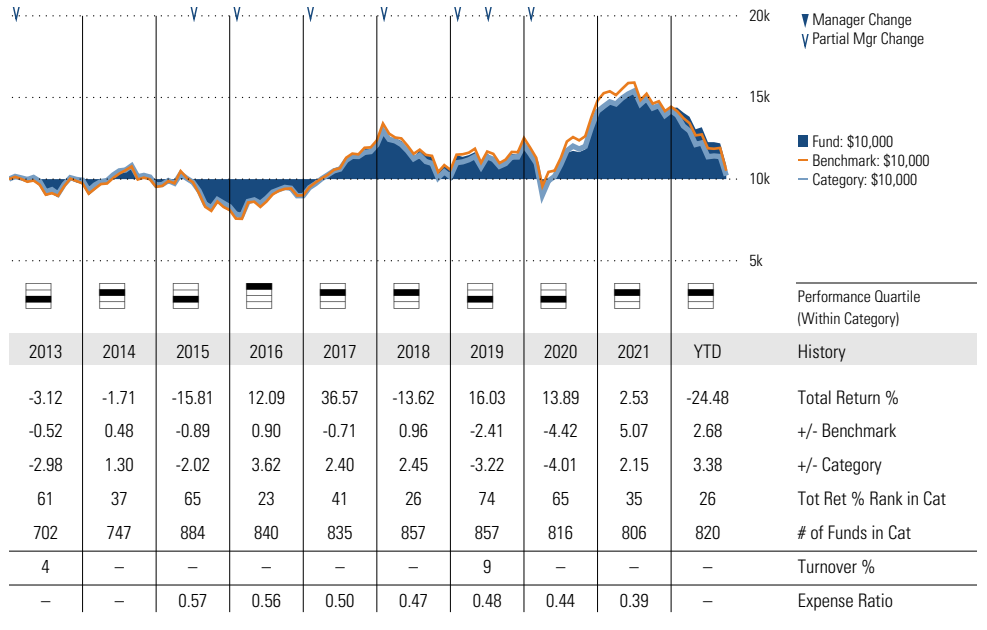 20k
▼ Manager Change
Partial Mgr Change
15k
Fund: $10,000
Benchmark: $10,000
Category: $10,000
10k
5k
Performance Quartile
(Within Category)
2013 2014 2015 2016 2017 2018 2019 2020 2021 YTD History
-3.12 -1.71 -15.81 12.09 36.57 -13.62 16.03 13.89 2.53 -24.48 Total Return %
-0.52 0.48 -0.89 0.90 -0.71 0.96 -2.41 -4.42 5.07 2.68 +/- Benchmark
-2.98 1.30 -2.02 3.62 2.40 2.45 -3.22 -4.01 2.15 3.38 +/- Category
61 37 65 23 41 26 74 65 35 26 Tot Ret % Rank in Cat
702 747 884 840 835 857 857 816 806 820 # of Funds in Cat
4 – – – – – 9 – – – Turnover %
– – 0.57 0.56 0.50 0.47 0.48 0.44 0.39 – Expense Ratio